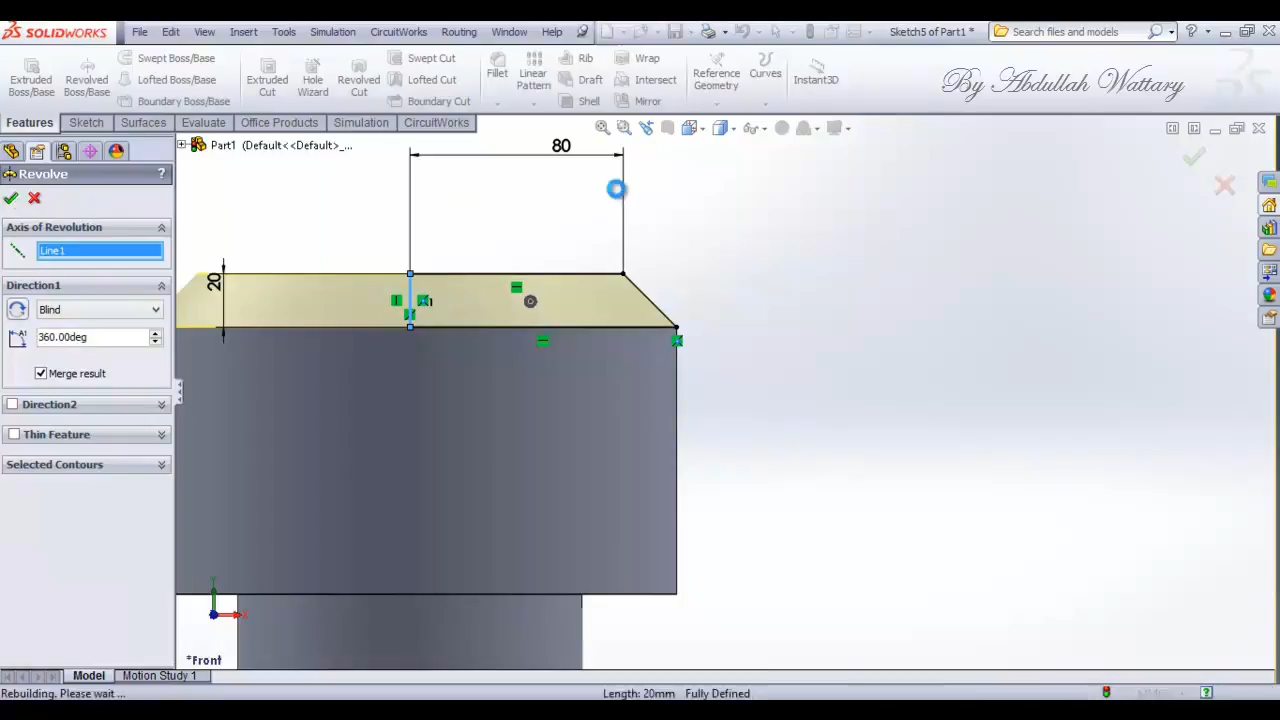 SOLIDWORKS File Edit View Insert Tools Simulation CircuitWorks Routing Window Help Sketch5 of Part1 * Search files and models
Extruded Boss/Base
Revolved Boss/Base
Swept Boss/Base
Lofted Boss/Base
Boundary Boss/Base
Extruded Cut
Hole Wizard
Revolved Cut
Swept Cut
Lofted Cut
Boundary Cut
Fillet
Linear Pattern
Rib
Draft
Shell
Wrap
Intersect
Mirror
Reference Geometry
Curves
Instant3D
By Abdullah Wattary
Features Sketch Surfaces Evaluate Office Products Simulation CircuitWorks
Part1 (Default<<Default>_...
Revolve ?
Axis of Revolution
Line1
Direction1
Blind
A1
360.00deg
Merge result
Direction2
Thin Feature
Selected Contours
80
20
1
Y
X
*Front
Model Motion Study 1
Rebuilding. Please wait ... Length: 20mm Fully Defined